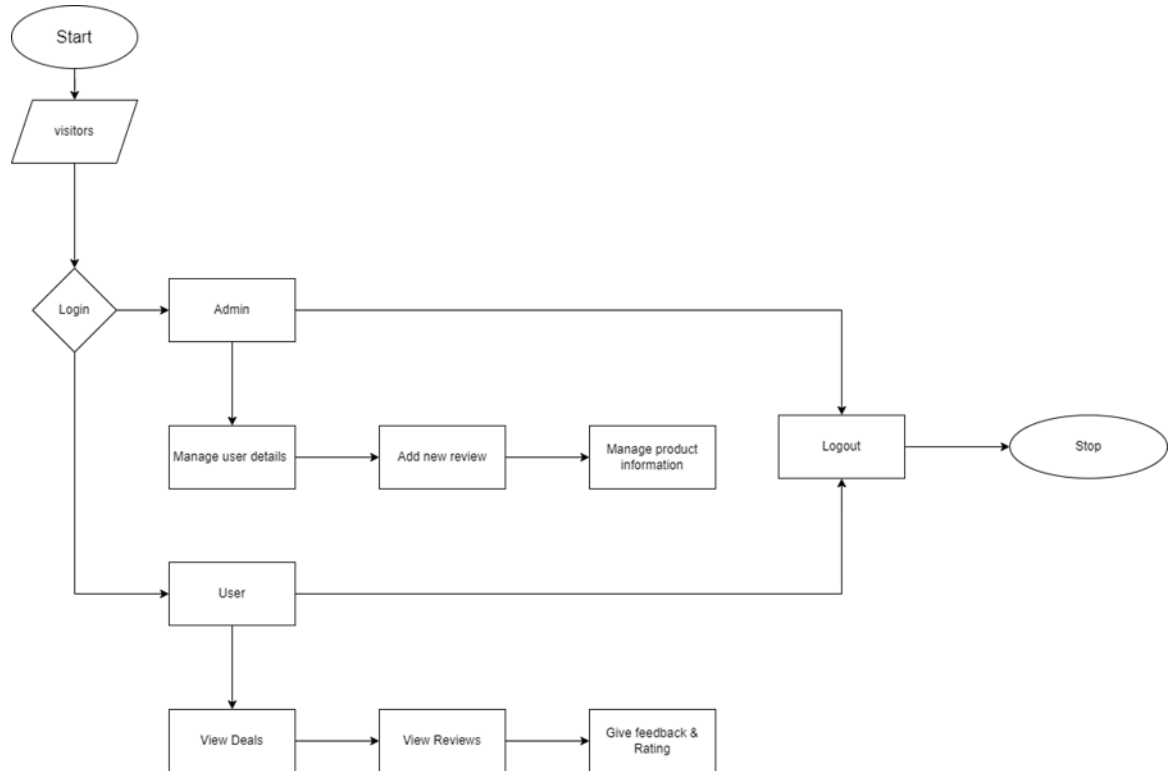 Start
visitors
Login
Admin
Manage user details
Add new review
Manage product
information
Logout
Stop
User
View Deals
View Reviews
Give feedback &
Rating